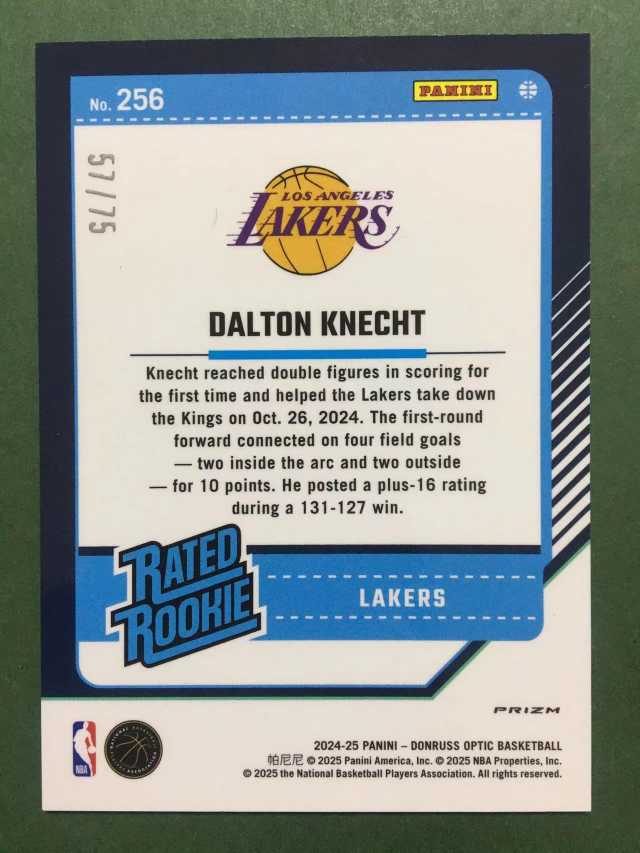 No. 256
PANINI
57/75
LOS ANGELES
LAKERS
DALTON KNECHT
Knecht reached double figures in scoring for
the first time and helped the Lakers take down
the Kings on Oct. 26, 2024. The first-round
forward connected on four field goals
— two inside the arc and two outside
— for 10 points. He posted a plus-16 rating
during a 131-127 win.
RATED
ROOKIE
LAKERS
PRIZM
2024-25 PANINI – DONRUSS OPTIC BASKETBALL
帕尼尼 © 2025 Panini America, Inc. © 2025 NBA Properties, Inc.
© 2025 the National Basketball Players Association. All rights reserved.
NBA